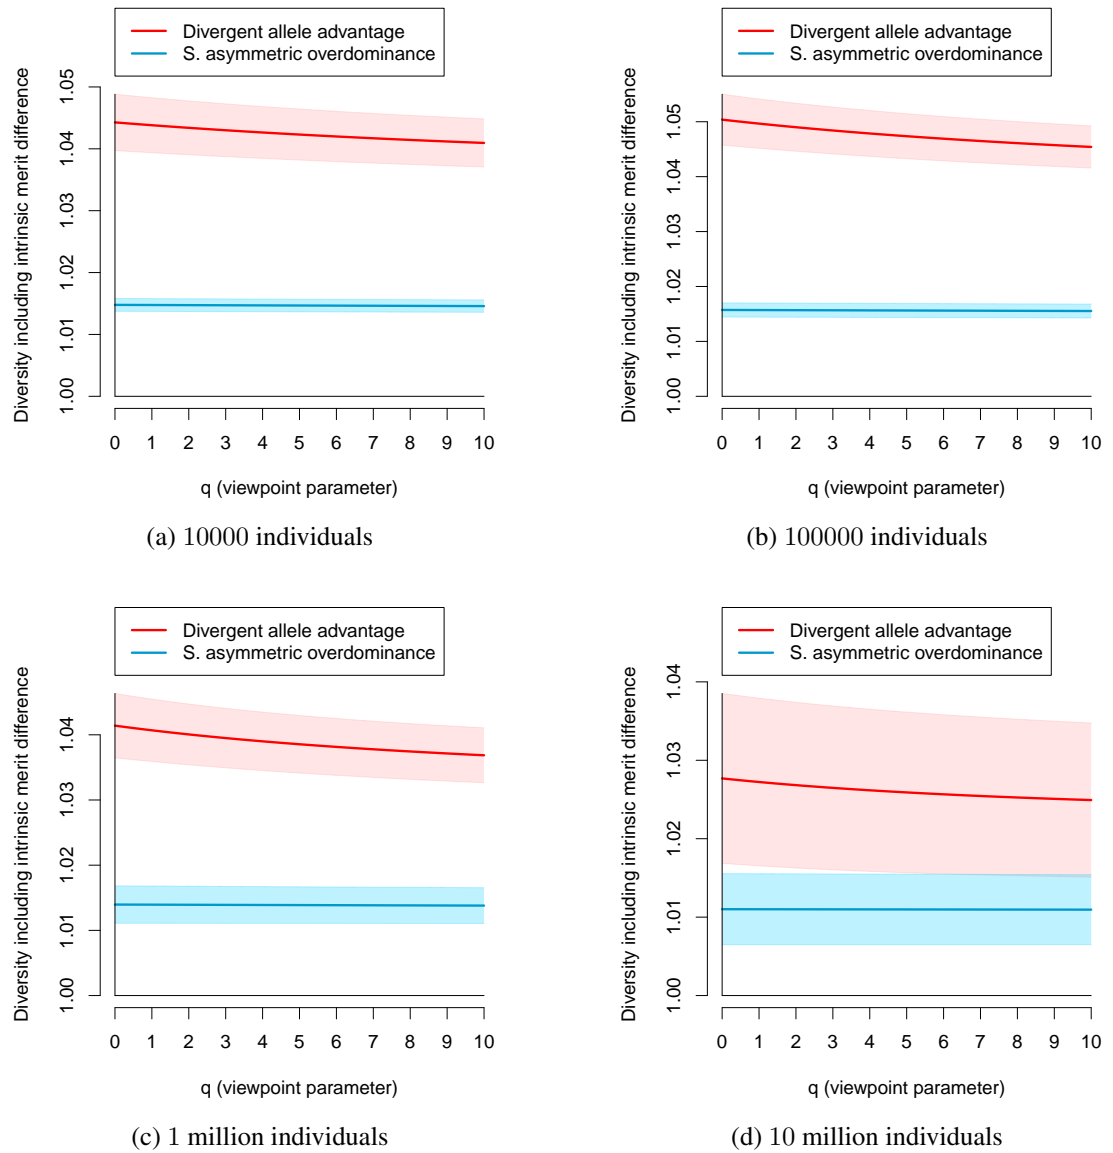 Divergent allele advantage
S. asymmetric overdominance
Diversity including intrinsic merit difference
1.05
1.04
1.03
1.02
1.01
1.00
0 1 2 3 4 5 6 7 8 9 10
q (viewpoint parameter)
(a) 10000 individuals
Divergent allele advantage
S. asymmetric overdominance
Diversity including intrinsic merit difference
1.05
1.04
1.03
1.02
1.01
1.00
0 1 2 3 4 5 6 7 8 9 10
q (viewpoint parameter)
(b) 100000 individuals
Divergent allele advantage
S. asymmetric overdominance
Diversity including intrinsic merit difference
1.04
1.03
1.02
1.01
1.00
0 1 2 3 4 5 6 7 8 9 10
q (viewpoint parameter)
(c) 1 million individuals
Divergent allele advantage
S. asymmetric overdominance
Diversity including intrinsic merit difference
1.04
1.03
1.02
1.01
1.00
0 1 2 3 4 5 6 7 8 9 10
q (viewpoint parameter)
(d) 10 million individuals